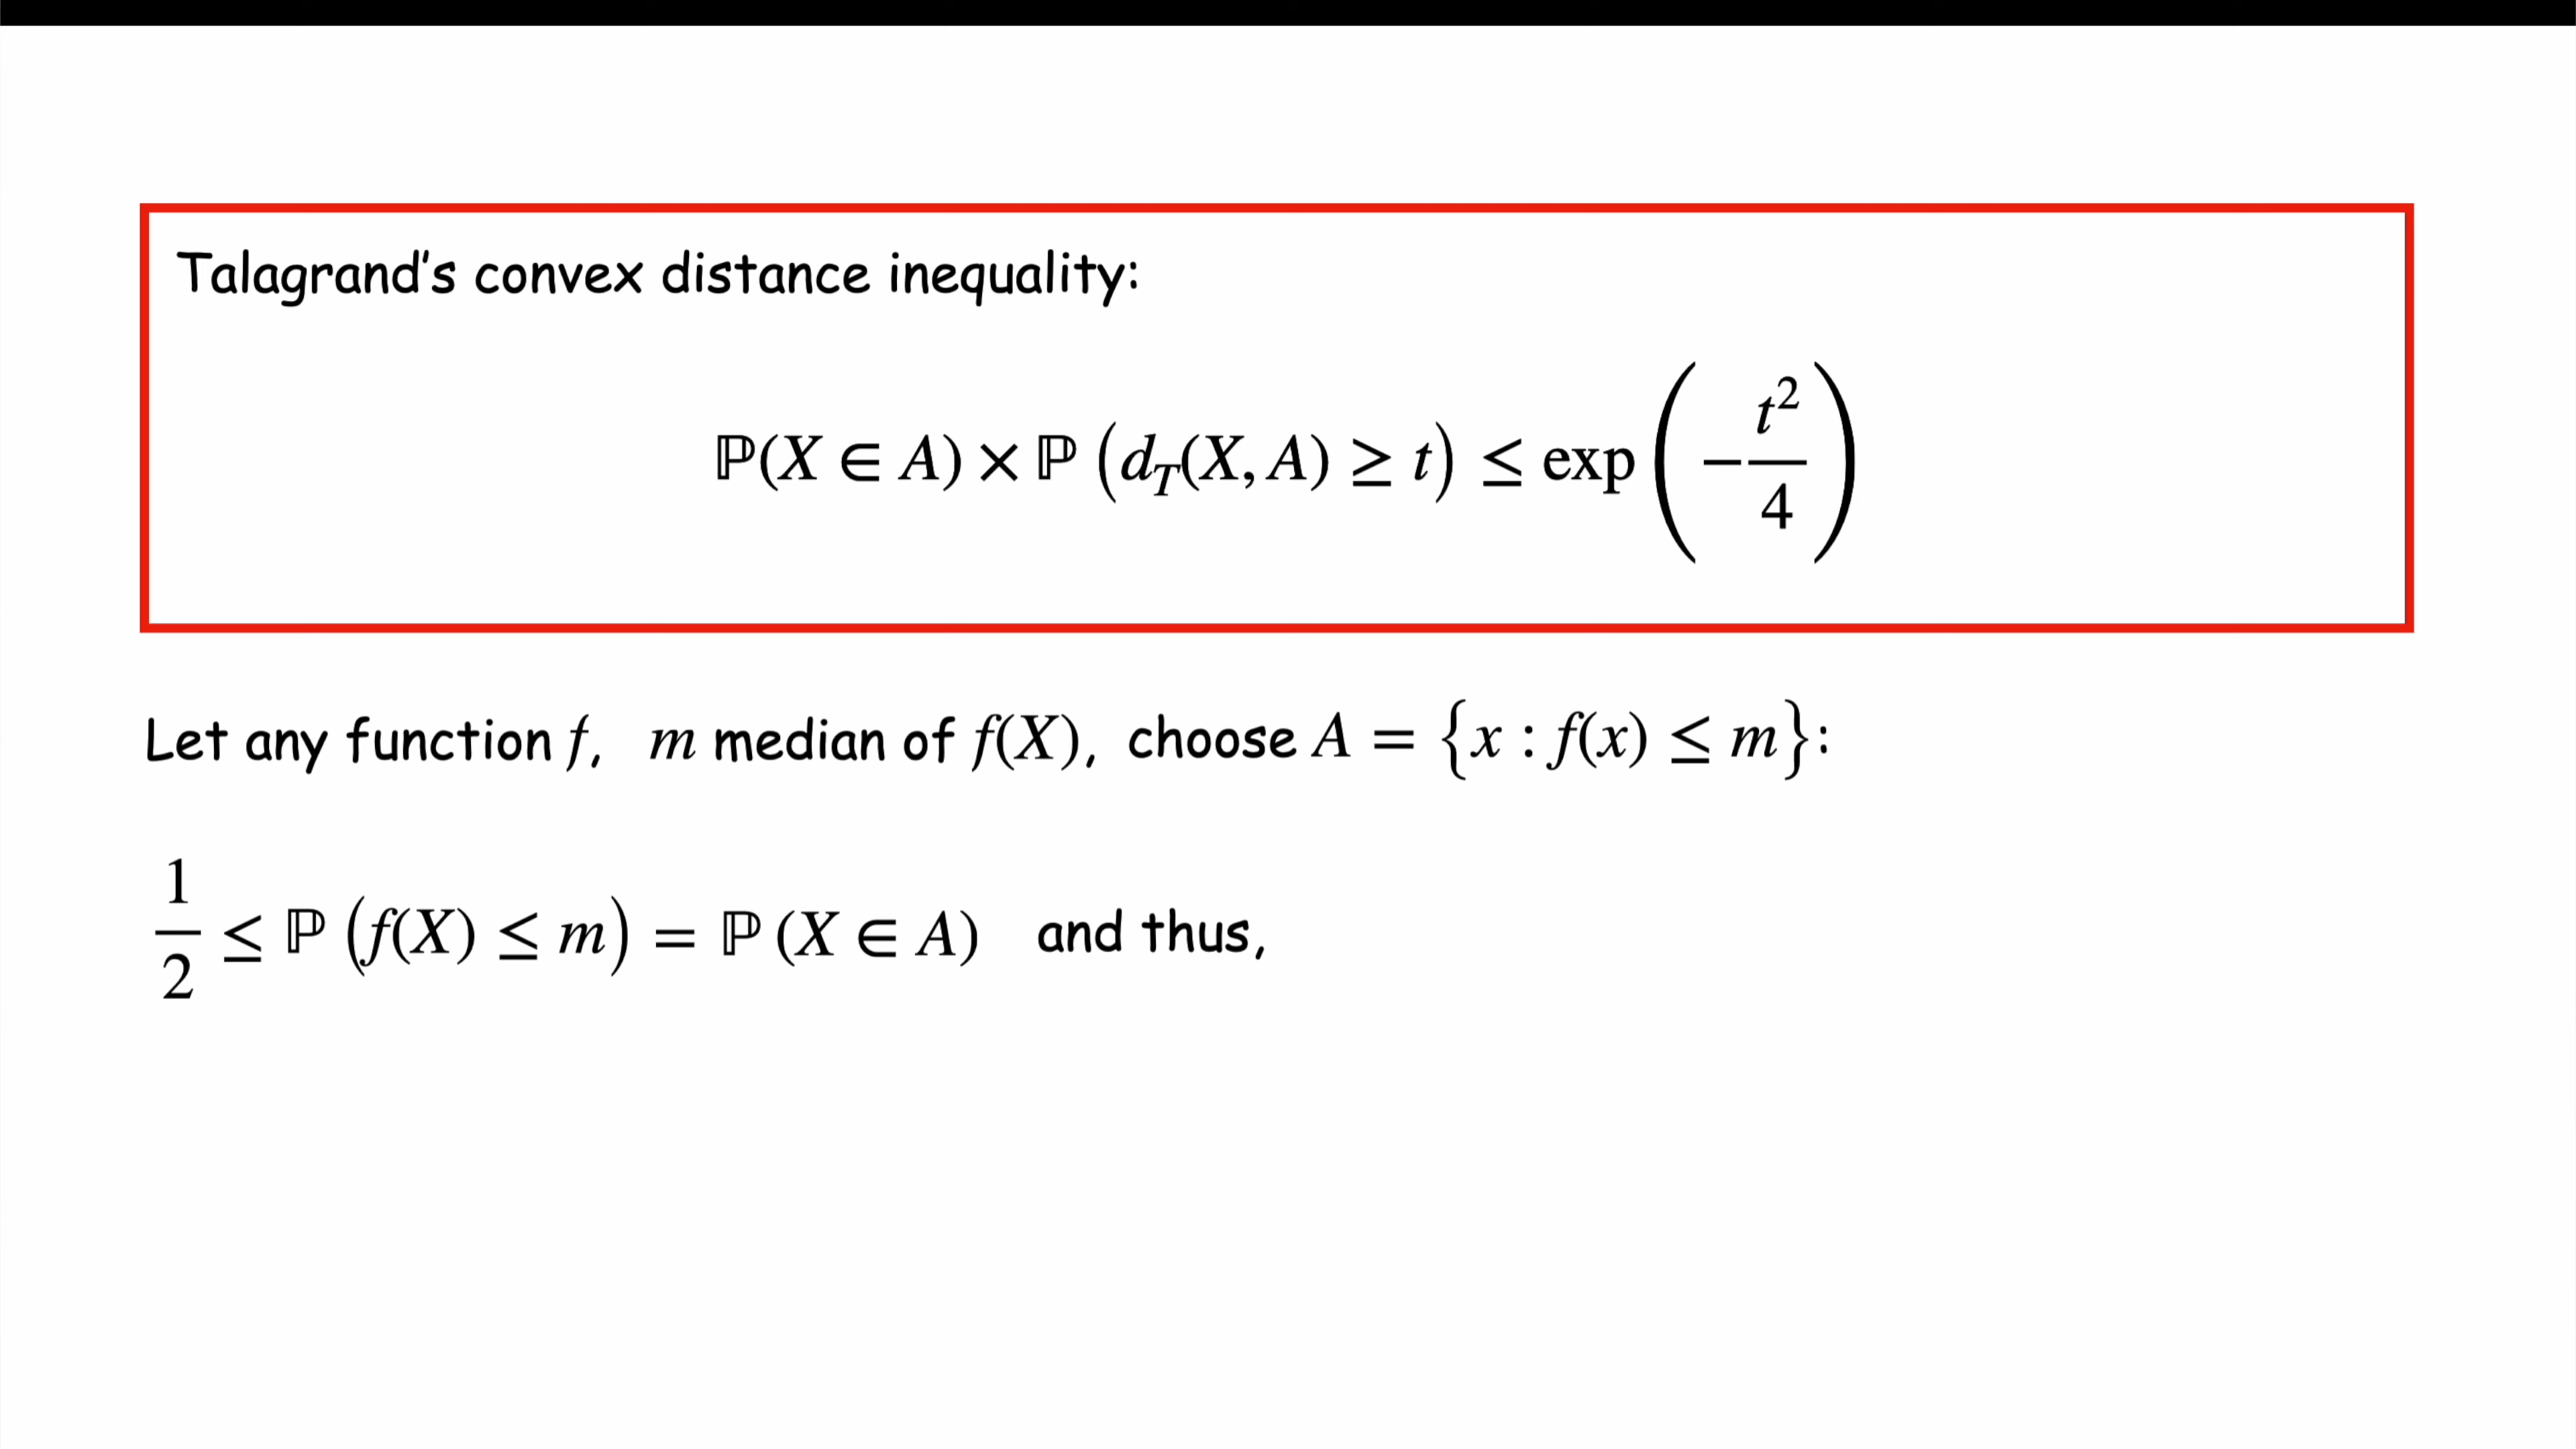 Talagrand's convex distance inequality:
ℙ(X ∈ A) × ℙ (d_T(X, A) ≥ t) ≤ exp (−t²/4)
Let any function f, m median of f(X), choose A = {x : f(x) ≤ m}:
1/2 ≤ ℙ (f(X) ≤ m) = ℙ (X ∈ A) and thus,